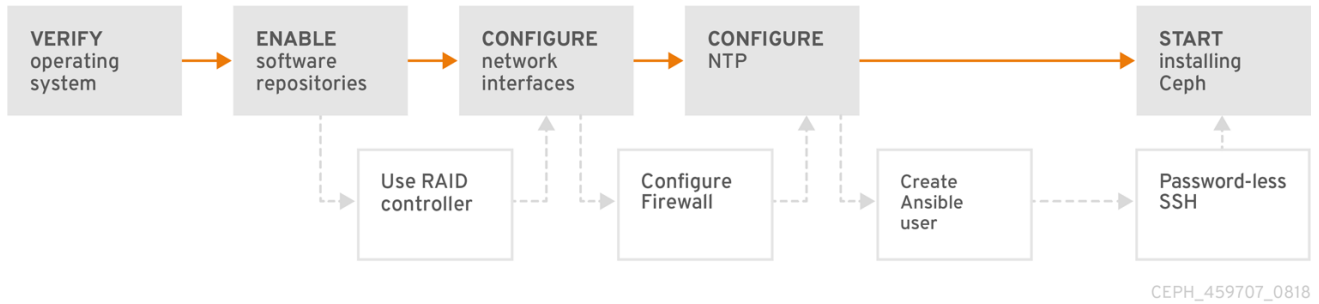 VERIFY
operating
system
ENABLE
software
repositories
CONFIGURE
network
interfaces
CONFIGURE
NTP
START
installing
Ceph
Use RAID
controller
Configure
Firewall
Create
Ansible
user
Password-less
SSH
CEPH_459707_0818